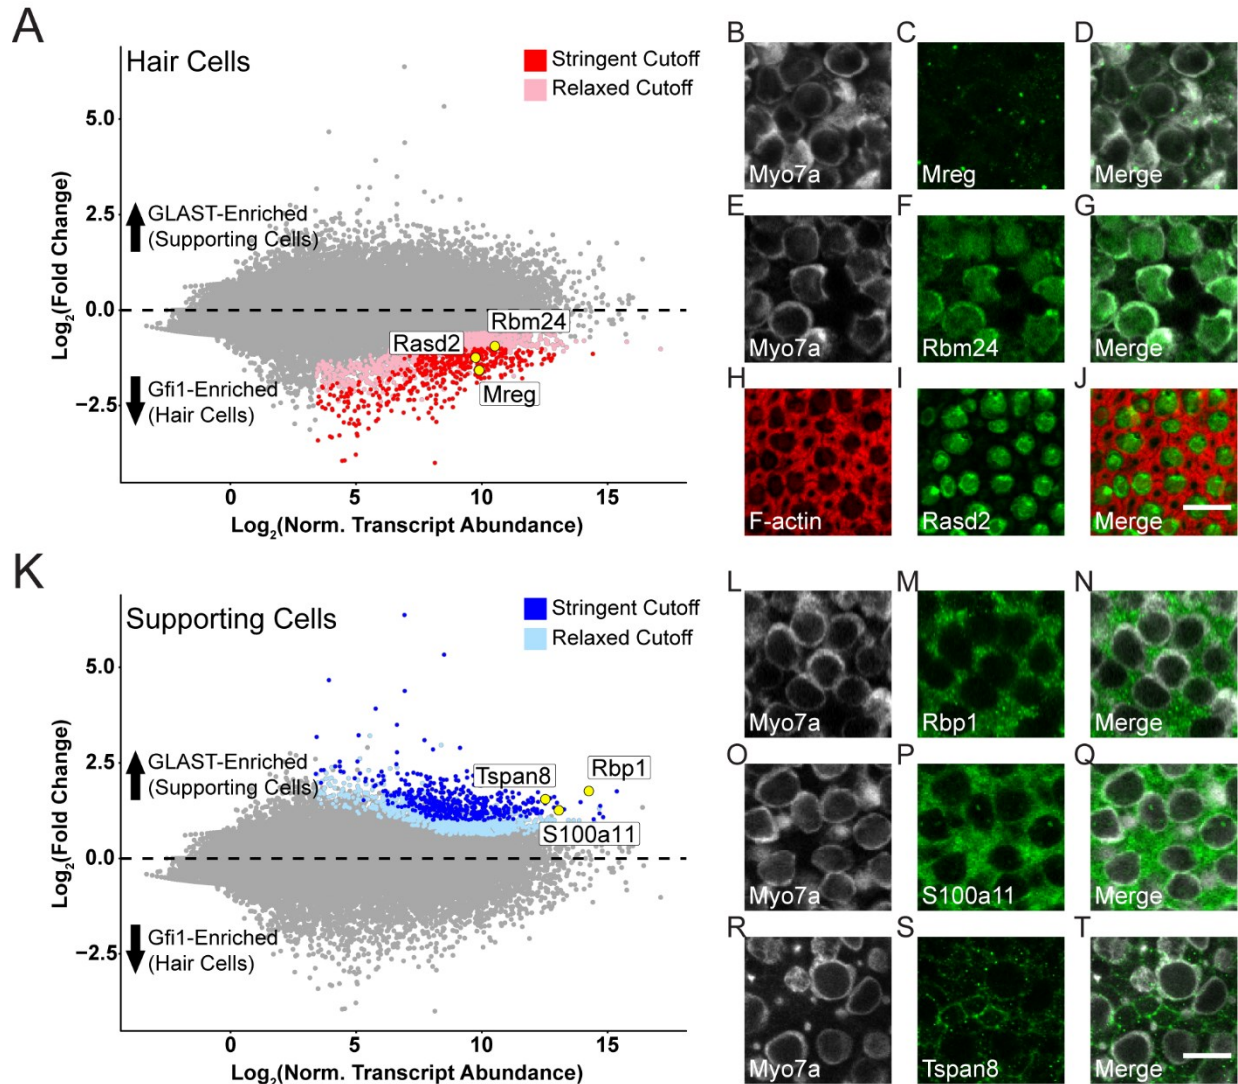 A
Hair Cells
Stringent Cutoff
Relaxed Cutoff
5.0
2.5
0.0
−2.5
Log2(Fold Change)
GLAST-Enriched
(Supporting Cells)
Gfi1-Enriched
(Hair Cells)
Rbm24
Rasd2
Mreg
0 5 10 15
Log2(Norm. Transcript Abundance)
B C D
Myo7a Mreg Merge
E F G
Myo7a Rbm24 Merge
H I J
F-actin Rasd2 Merge
K
Supporting Cells
Stringent Cutoff
Relaxed Cutoff
5.0
2.5
0.0
−2.5
Log2(Fold Change)
GLAST-Enriched
(Supporting Cells)
Gfi1-Enriched
(Hair Cells)
Tspan8
Rbp1
S100a11
0 5 10 15
Log2(Norm. Transcript Abundance)
L M N
Myo7a Rbp1 Merge
O P Q
Myo7a S100a11 Merge
R S T
Myo7a Tspan8 Merge